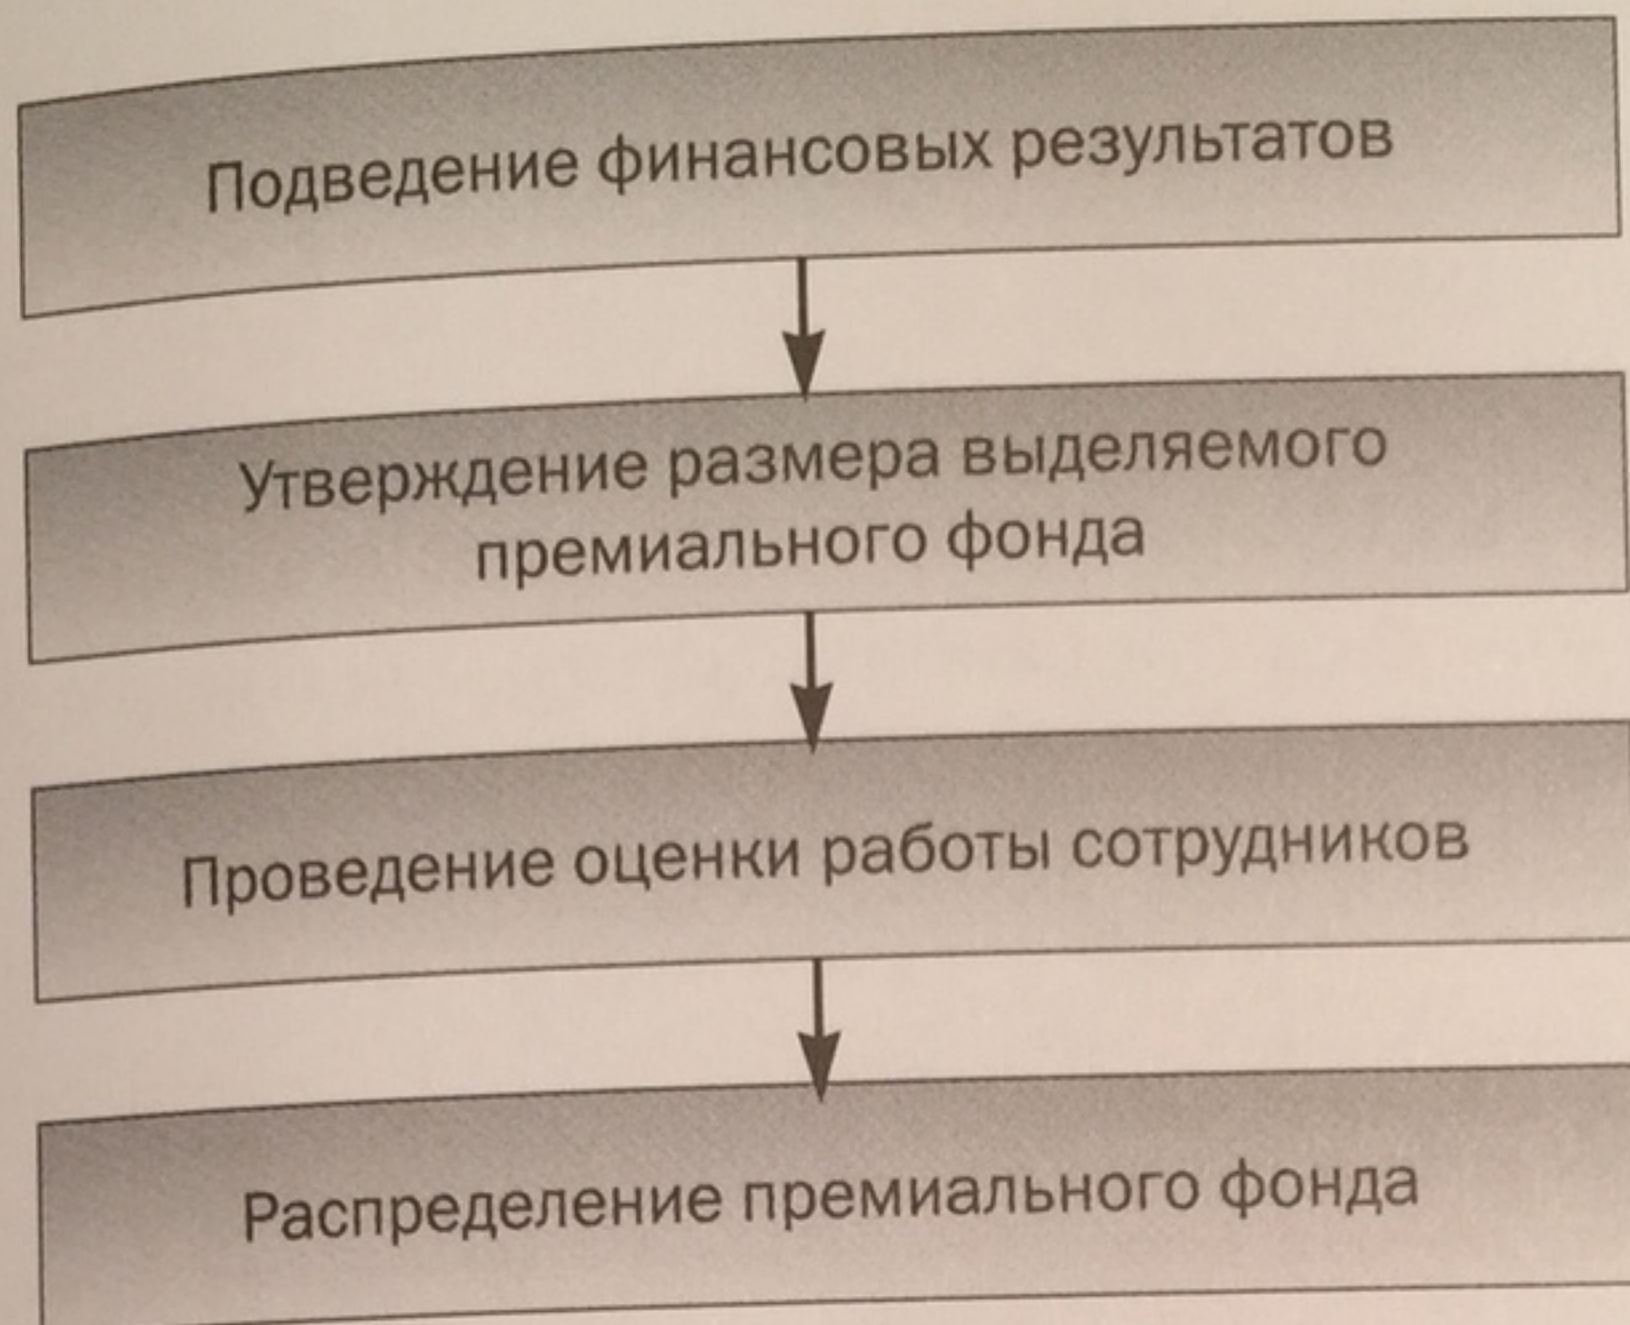 Подведение финансовых результатов
Утверждение размера выделяемого
премиального фонда
Проведение оценки работы сотрудников
Распределение премиального фонда